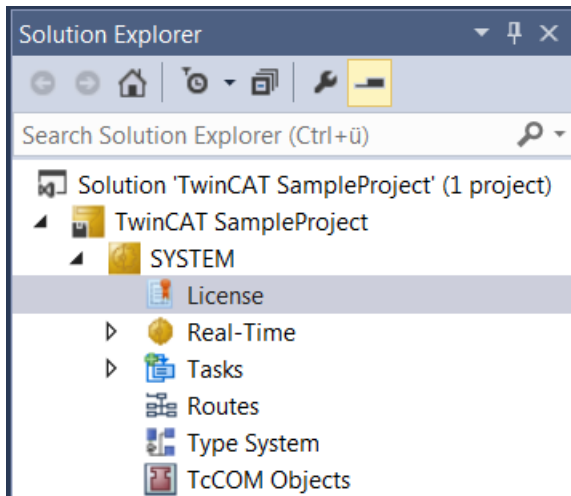 Solution Explorer
Search Solution Explorer (Ctrl+ü)
Solution 'TwinCAT SampleProject' (1 project)
TwinCAT SampleProject
SYSTEM
License
Real-Time
Tasks
Routes
Type System
TcCOM Objects